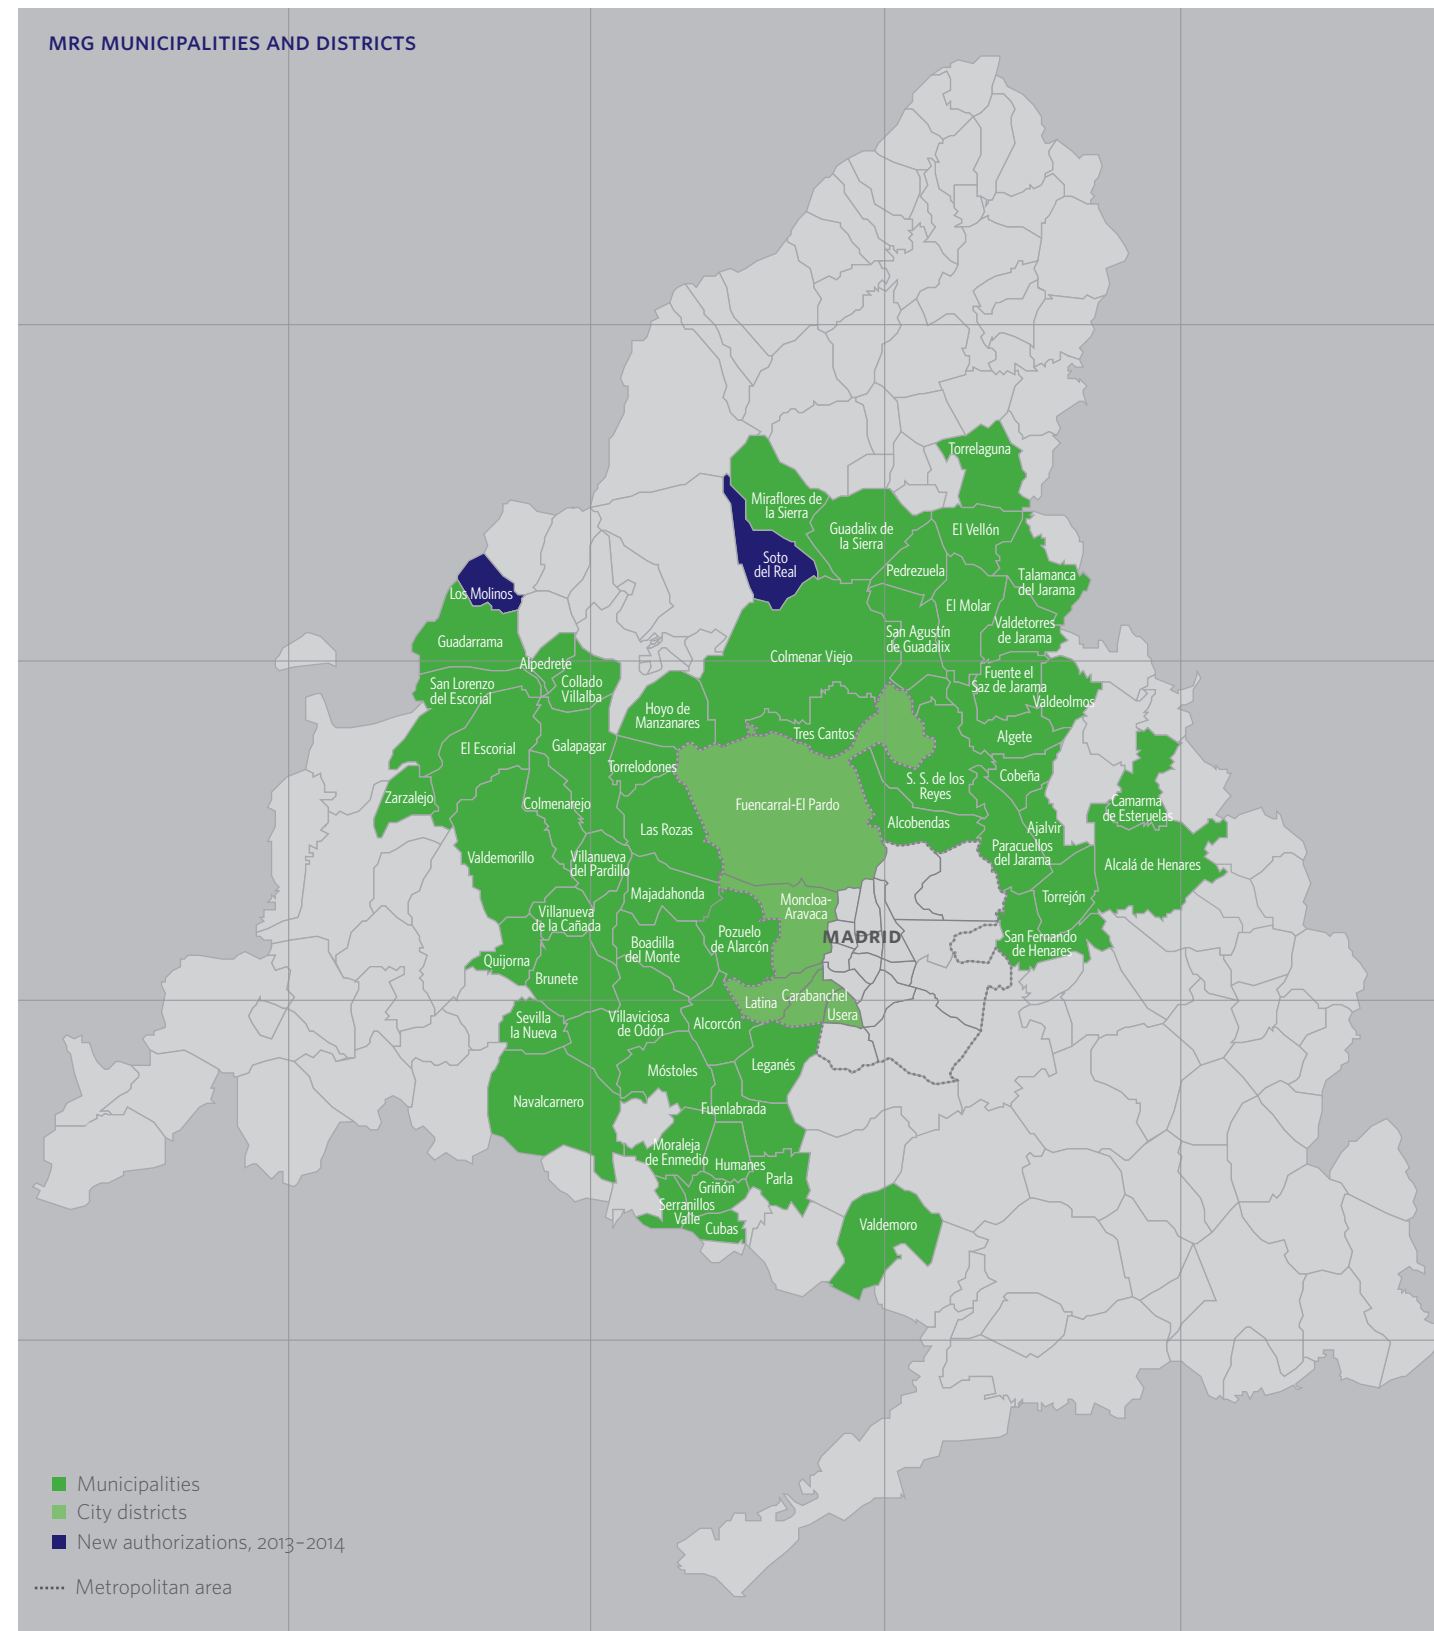 MRG MUNICIPALITIES AND DISTRICTS
Torrelaguna
Miraflores de
la Sierra
Guadalix de
la Sierra
El Vellón
Soto
del Real
Pedrezuela
Talamanca
del Jarama
Los Molinos
El Molar
Valdetorres
de Jarama
Guadarrama
San Agustín
de Guadalix
Colmenar Viejo
Alpedrete
Fuente el
Saz de Jarama
San Lorenzo
del Escorial
Collado
Villalba
Valdeolmos
Hoyo de
Manzanares
Tres Cantos
Algete
El Escorial
Galapagar
Torrelodones
S. S. de los
Reyes
Cobeña
Zarzalejo
Colmenarejo
Fuencarral-El Pardo
Camarma
de Esteruelas
Las Rozas
Alcobendas
Ajalvir
Valdemorillo
Villanueva
del Pardillo
Paracuellos
del Jarama
Alcalá de Henares
Majadahonda
Moncloa-
Aravaca
Torrejón
Villanueva
de la Cañada
Boadilla
del Monte
Pozuelo
de Alarcón
MADRID
San Fernando
de Henares
Quijorna
Brunete
Latina
Carabanchel
Usera
Sevilla
la Nueva
Villaviciosa
de Odón
Alcorcón
Móstoles
Leganés
Navalcarnero
Fuenlabrada
Moraleja
de Enmedio
Humanes
Parla
Griñón
Serranillos
Valle
Cubas
Valdemoro
Municipalities
City districts
New authorizations, 2013–2014
Metropolitan area